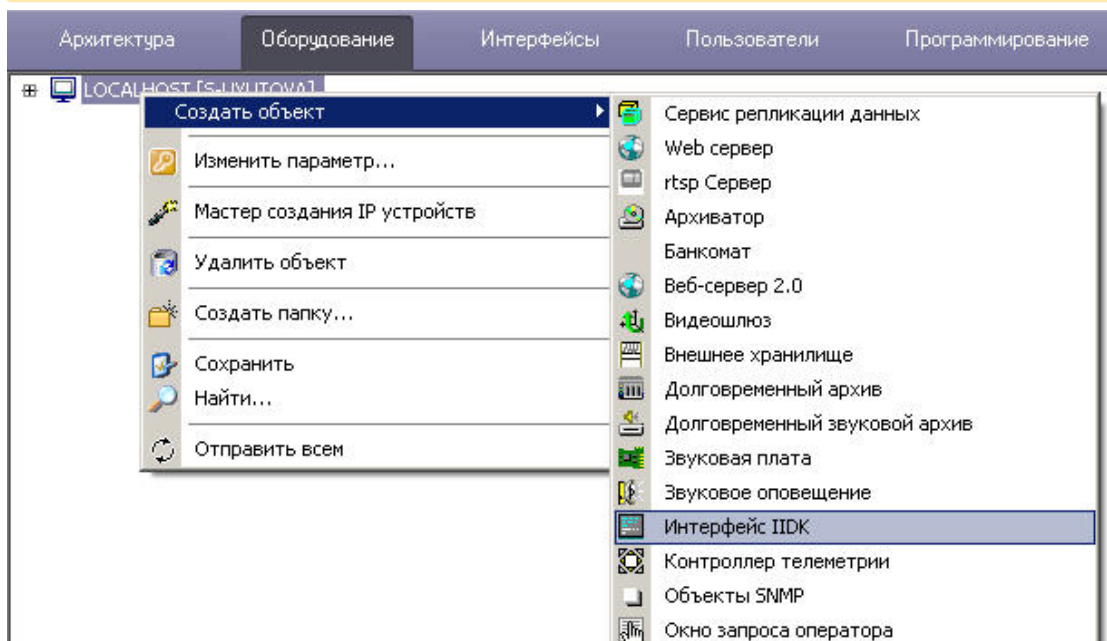 Архитектура Оборудование Интерфейсы Пользователи Программирование
LOCALHOST [S-UYUTOVA]
Создать объект
Изменить параметр...
Мастер создания IP устройств
Удалить объект
Создать папку...
Сохранить
Найти...
Отправить всем
Сервис репликации данных
Web сервер
rtsp Сервер
Архиватор
Банкомат
Веб-сервер 2.0
Видеошлюз
Внешнее хранилище
Долговременный архив
Долговременный звуковой архив
Звуковая плата
Звуковое оповещение
Интерфейс IIDK
Контроллер телеметрии
Объекты SNMP
Окно запроса оператора